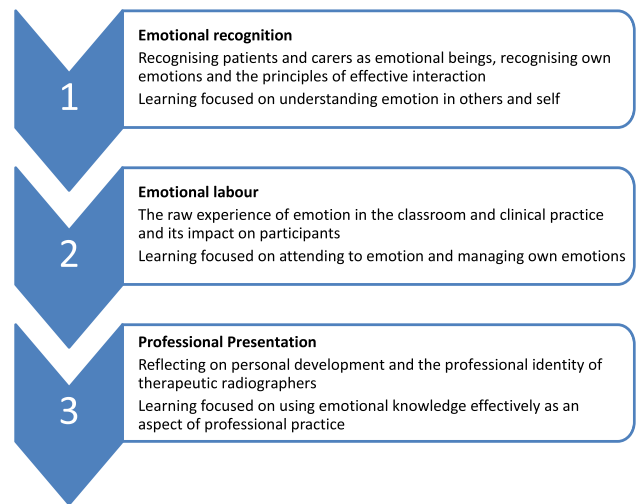 1
Emotional recognition
Recognising patients and carers as emotional beings, recognising own
emotions and the principles of effective interaction
Learning focused on understanding emotion in others and self
2
Emotional labour
The raw experience of emotion in the classroom and clinical practice
and its impact on participants
Learning focused on attending to emotion and managing own emotions
3
Professional Presentation
Reflecting on personal development and the professional identity of
therapeutic radiographers
Learning focused on using emotional knowledge effectively as an
aspect of professional practice